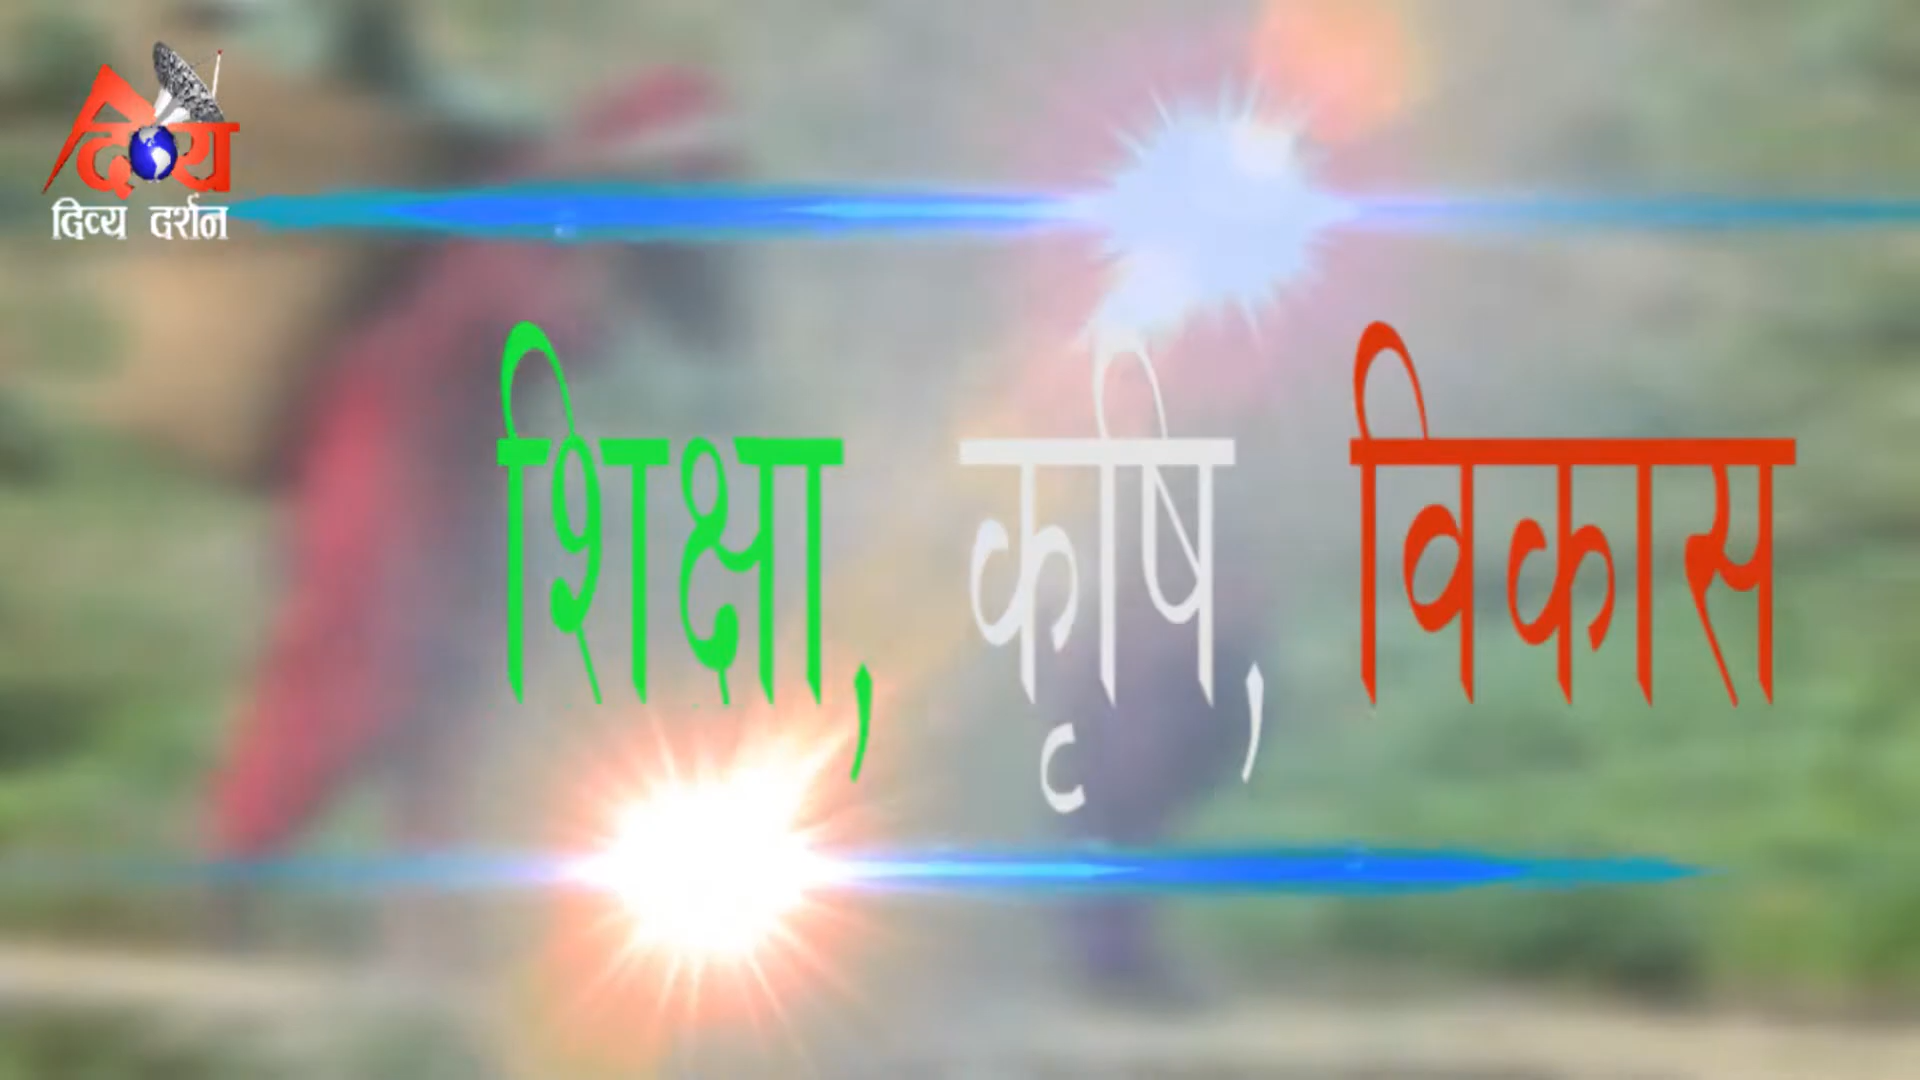 दिव्य
दिव्य दर्शन
शिक्षा, कृषि, विकास